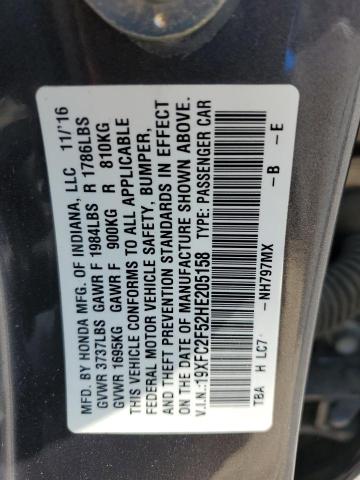 MFD. BY HONDA MFG. OF INDIANA, LLC 11/'16
GVWR 3737LBS GAWR F 1984LBS R 1786LBS
GVWR 1695KG GAWR F 900KG R 810KG
THIS VEHICLE CONFORMS TO ALL APPLICABLE
FEDERAL MOTOR VEHICLE SAFETY, BUMPER,
AND THEFT PREVENTION STANDARDS IN EFFECT
ON THE DATE OF MANUFACTURE SHOWN ABOVE.
V.I.N.:19XFC2F52HE205158 TYPE: PASSENGER CAR
TBA H LC7 -NH797MX -B -E